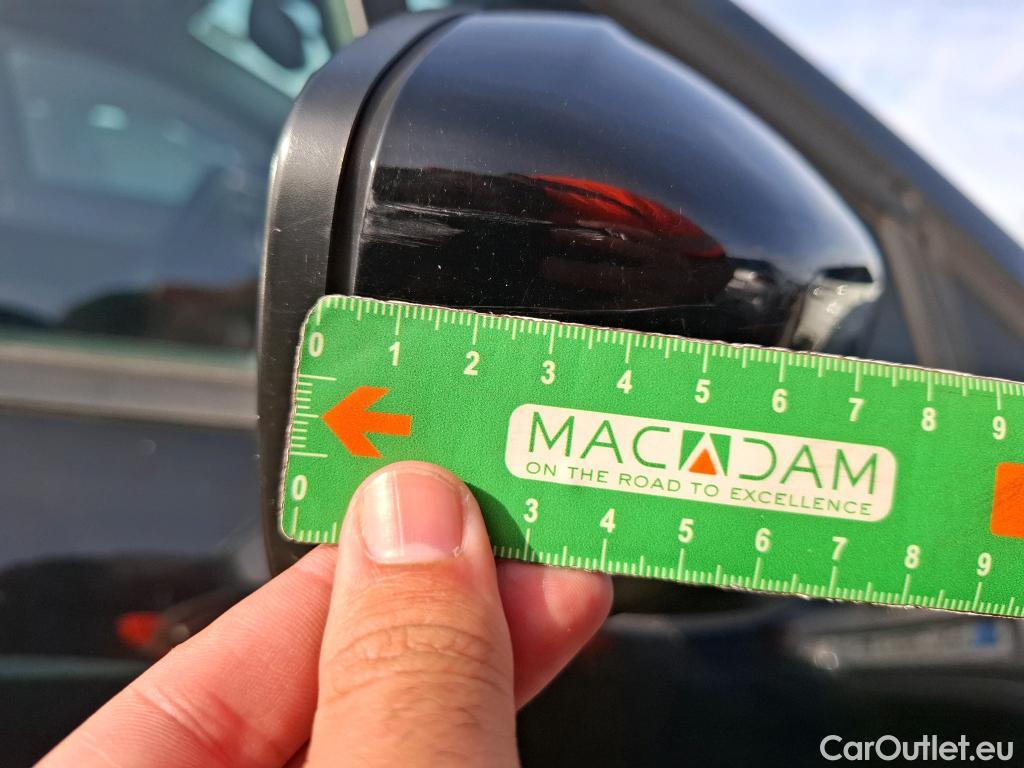 0 1 2 3 4 5 6 7 8 9
MACADAM
ON THE ROAD TO EXCELLENCE
0 3 4 5 6 7 8 9
CarOutlet.eu